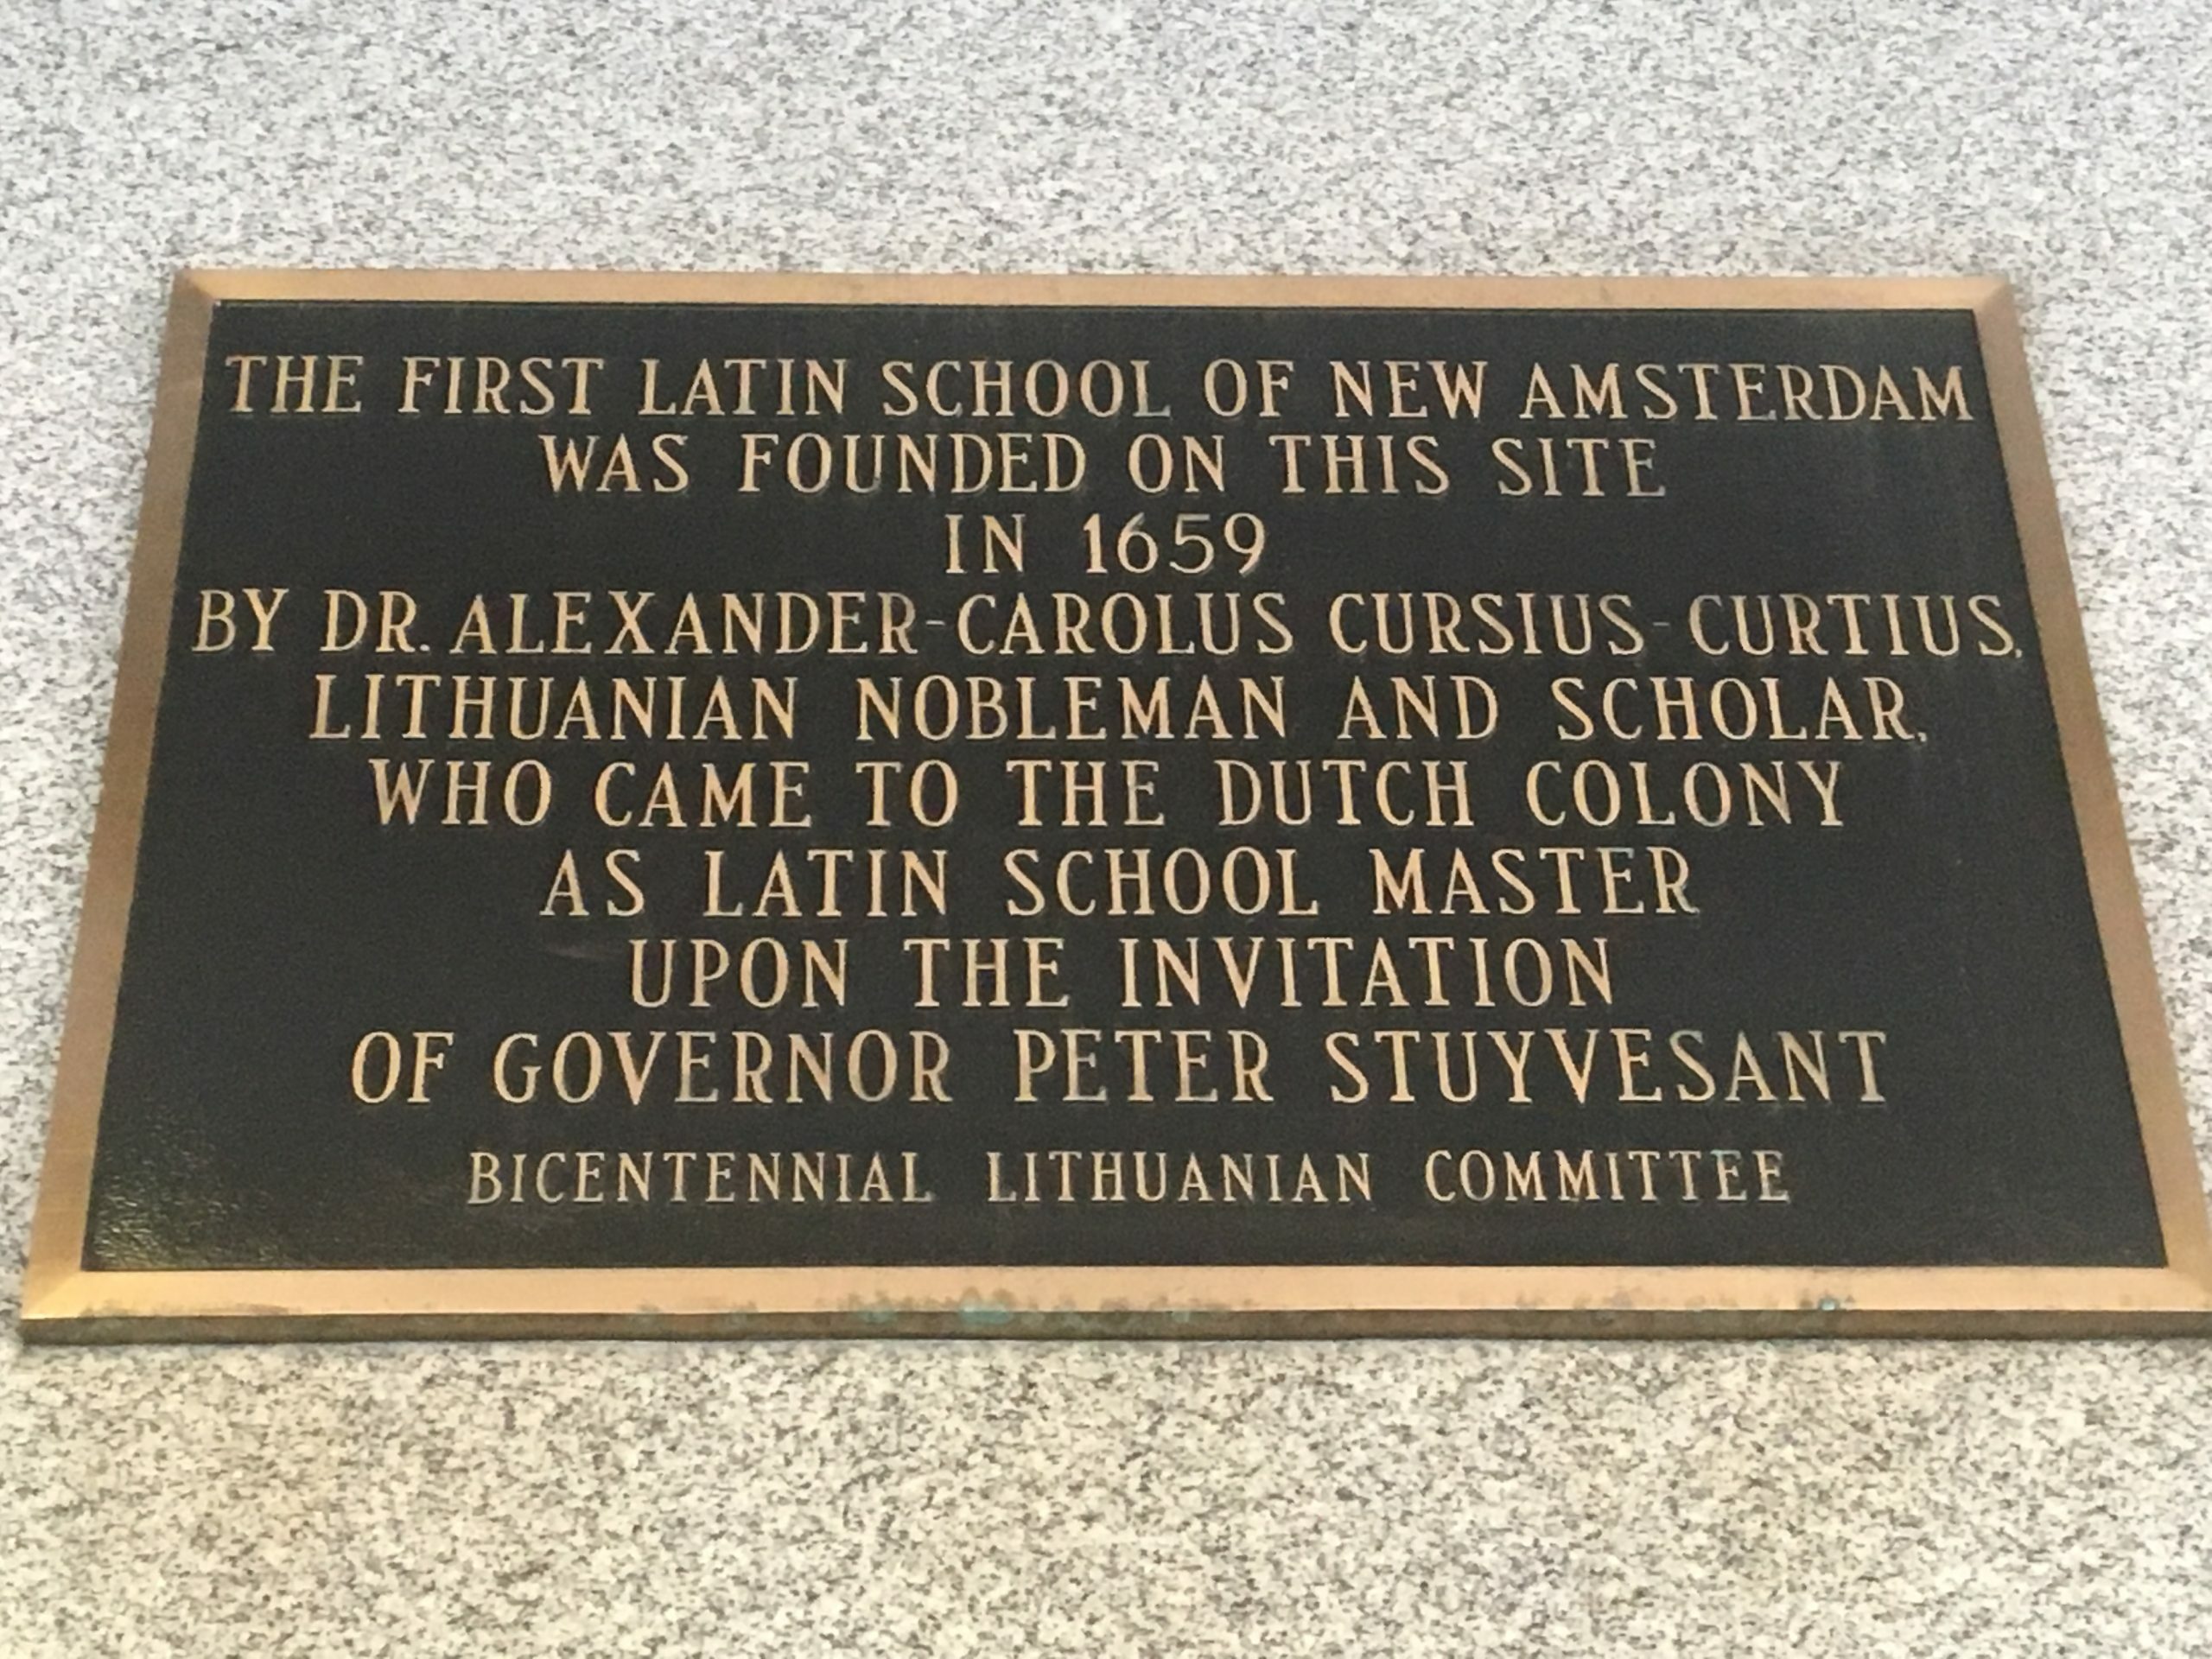 THE FIRST LATIN SCHOOL OF NEW AMSTERDAM
WAS FOUNDED ON THIS SITE
IN 1659
BY DR. ALEXANDER-CAROLUS CURSIUS-CURTIUS,
LITHUANIAN NOBLEMAN AND SCHOLAR,
WHO CAME TO THE DUTCH COLONY
AS LATIN SCHOOL MASTER
UPON THE INVITATION
OF GOVERNOR PETER STUYVESANT
BICENTENNIAL LITHUANIAN COMMITTEE